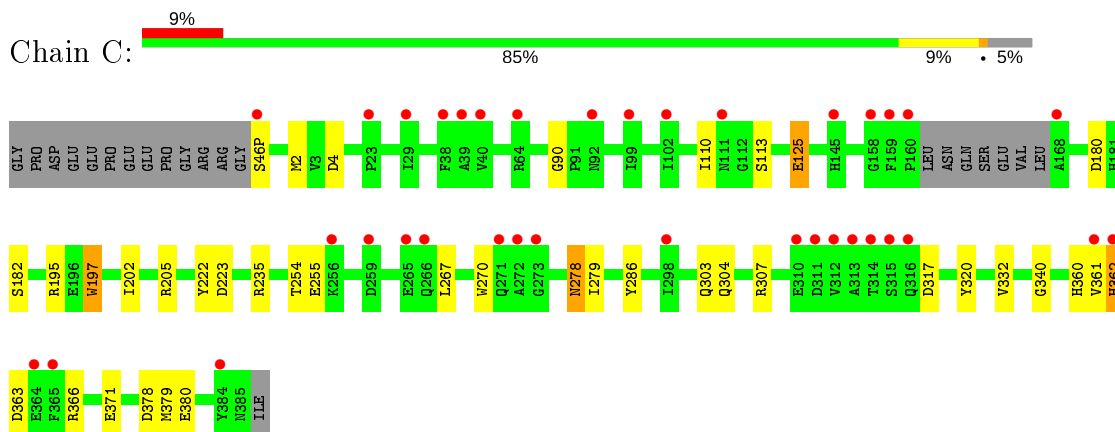 9%
Chain C:
85% 9% • 5%
GLY PRO ASP GLU GLU PRO GLY GLU GLU PRO GLY ARG ARG GLY S46P M2 V3 D4 P23 I29 F38 A39 V40 R64 G90 P91 N92 I99 I102 I110 N111 G112 S113 E125 H145 G158 F159 P160 LEU ASN GLN SER GLU VAL LEU A168 D180 H181
S182 R195 E196 W197 I202 R205 Y222 D223 R235 T254 E255 K256 D259 E265 Q266 L267 W270 Q271 A272 G273 N278 I279 Y286 I298 Q303 Q304 R307 E310 D311 V312 A313 T314 S315 Q316 D317 Y320 V332 G340 H360 V361 H362
D363 E364 F365 R366 E371 D378 M379 E380 Y384 N385 ILE